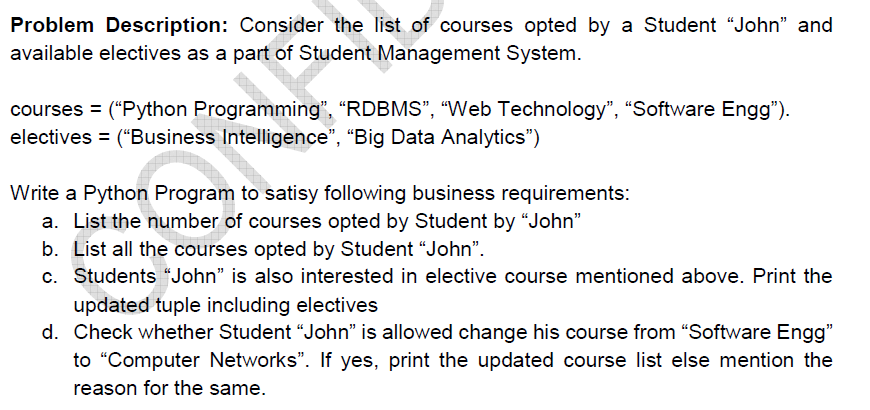 Problem Description: Consider the list of courses opted by a Student “John” and
available electives as a part of Student Management System.
courses = (“Python Programming”, “RDBMS”, “Web Technology”, “Software Engg”).
electives = (“Business Intelligence”, “Big Data Analytics”)
Write a Python Program to satisy following business requirements:
a. List the number of courses opted by Student by “John”
b. List all the courses opted by Student “John”.
c. Students “John” is also interested in elective course mentioned above. Print the
updated tuple including electives
d. Check whether Student “John” is allowed change his course from “Software Engg”
to “Computer Networks”. If yes, print the updated course list else mention the
reason for the same.